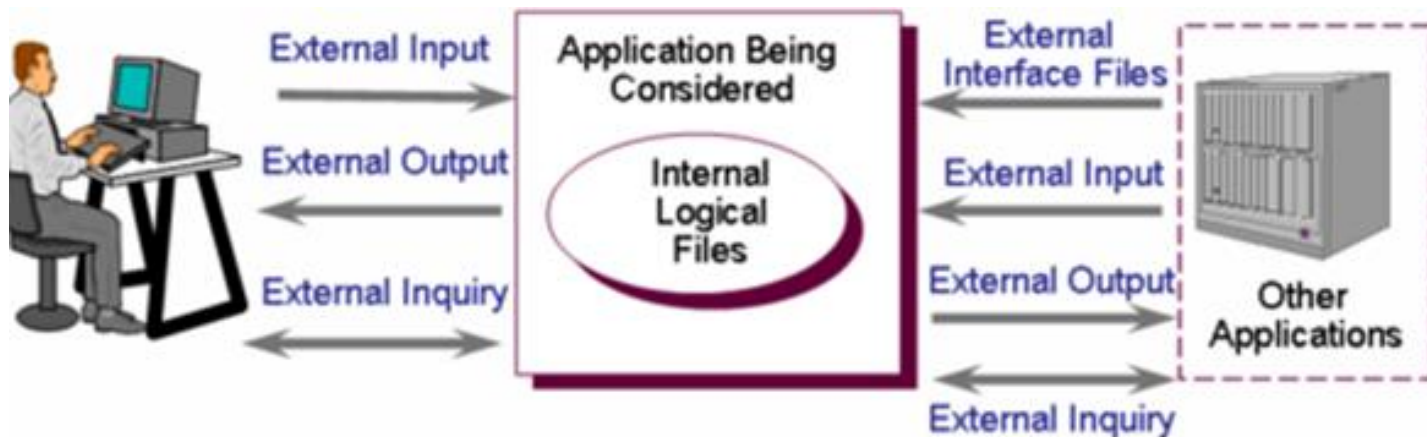 External Input
External Output
External Inquiry
Application Being
Considered
Internal
Logical
Files
External
Interface Files
External Input
External Output
External Inquiry
Other
Applications